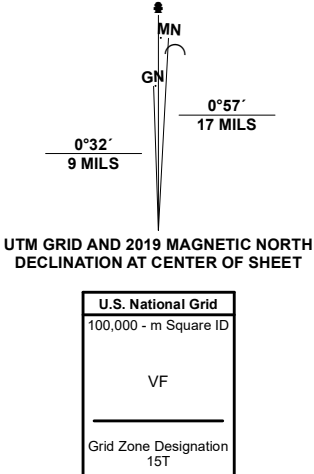 MN
GN
0°57´
17 MILS
0°32´
9 MILS
UTM GRID AND 2019 MAGNETIC NORTH
DECLINATION AT CENTER OF SHEET
U.S. National Grid
100,000 - m Square ID
VF
Grid Zone Designation
15T